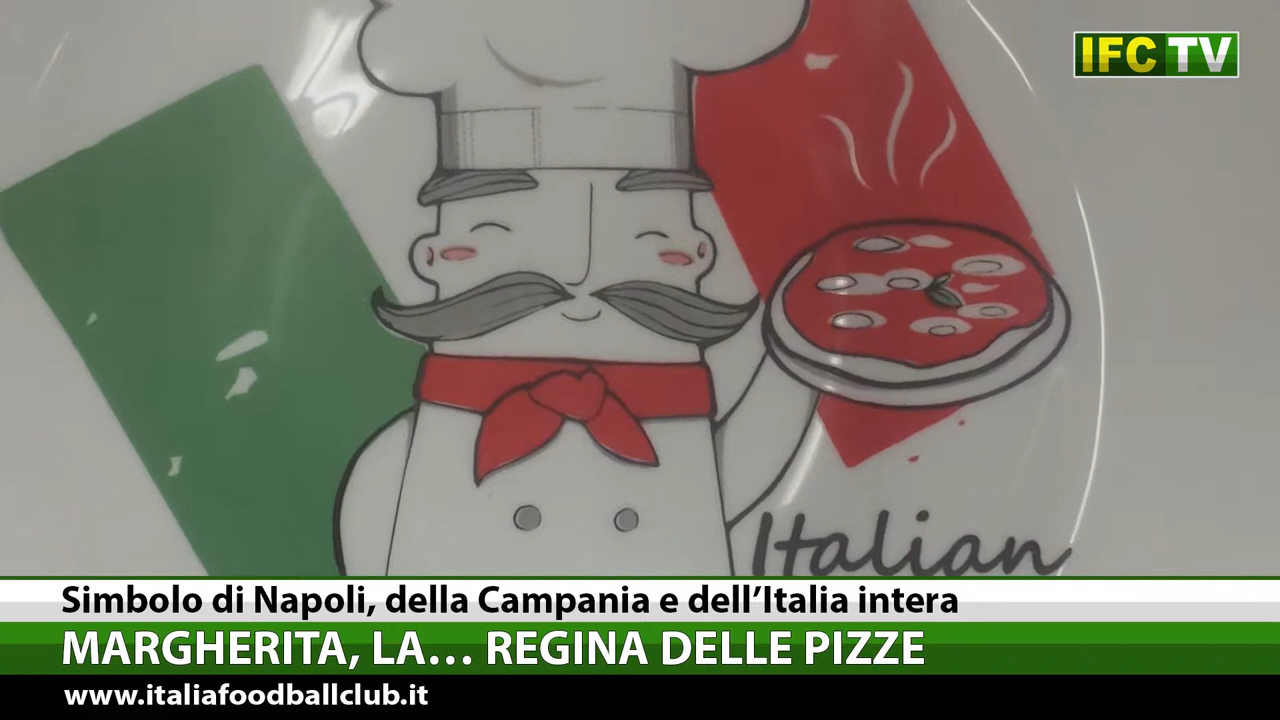 IFC TV
Italian
Simbolo di Napoli, della Campania e dell’Italia intera
MARGHERITA, LA… REGINA DELLE PIZZE
www.italiafoodballclub.it